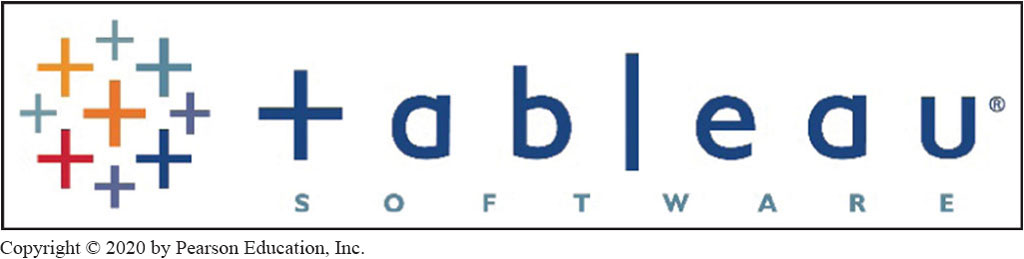 +ableau®
SOFTWARE
Copyright © 2020 by Pearson Education, Inc.